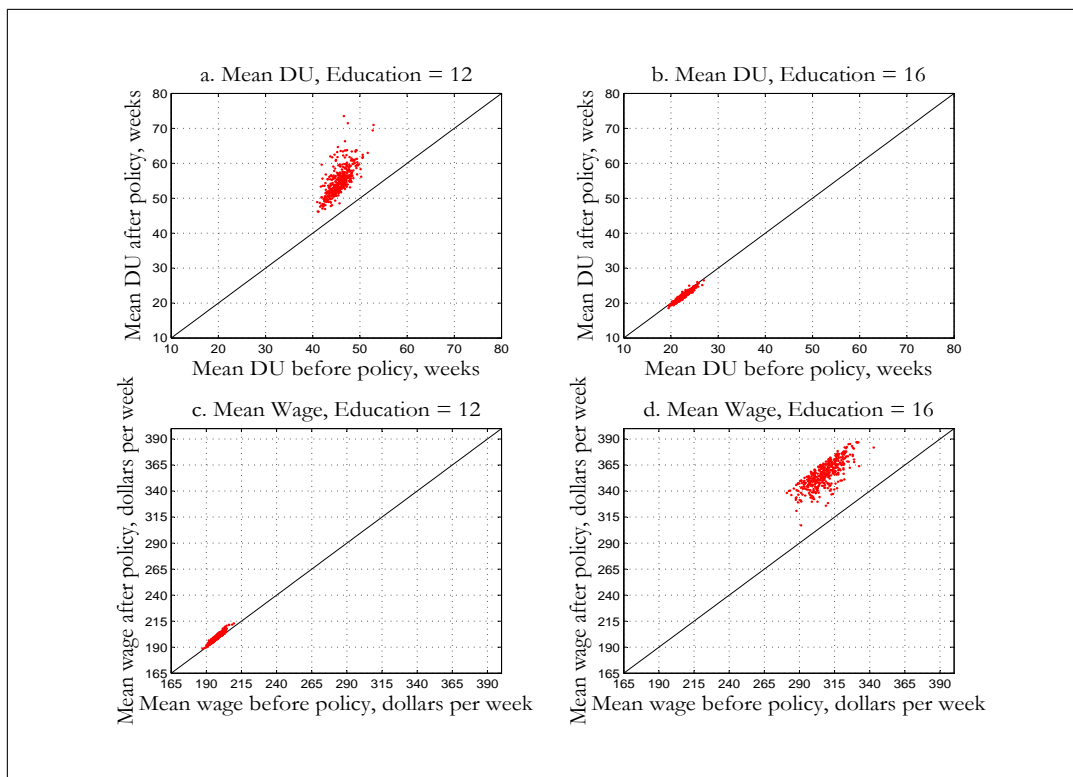 a. Mean DU, Education = 12
80
70
60
50
40
30
20
10
10 20 30 40 50 60 70 80
Mean DU after policy, weeks
Mean DU before policy, weeks
b. Mean DU, Education = 16
80
70
60
50
40
30
20
10
10 20 30 40 50 60 70 80
Mean DU after policy, weeks
Mean DU before policy, weeks
c. Mean Wage, Education = 12
390
365
340
315
290
265
240
215
190
165
165 190 215 240 265 290 315 340 365 390
Mean wage after policy, dollars per week
Mean wage before policy, dollars per week
d. Mean Wage, Education = 16
390
365
340
315
290
265
240
215
190
165
165 190 215 240 265 290 315 340 365 390
Mean wage after policy, dollars per week
Mean wage before policy, dollars per week